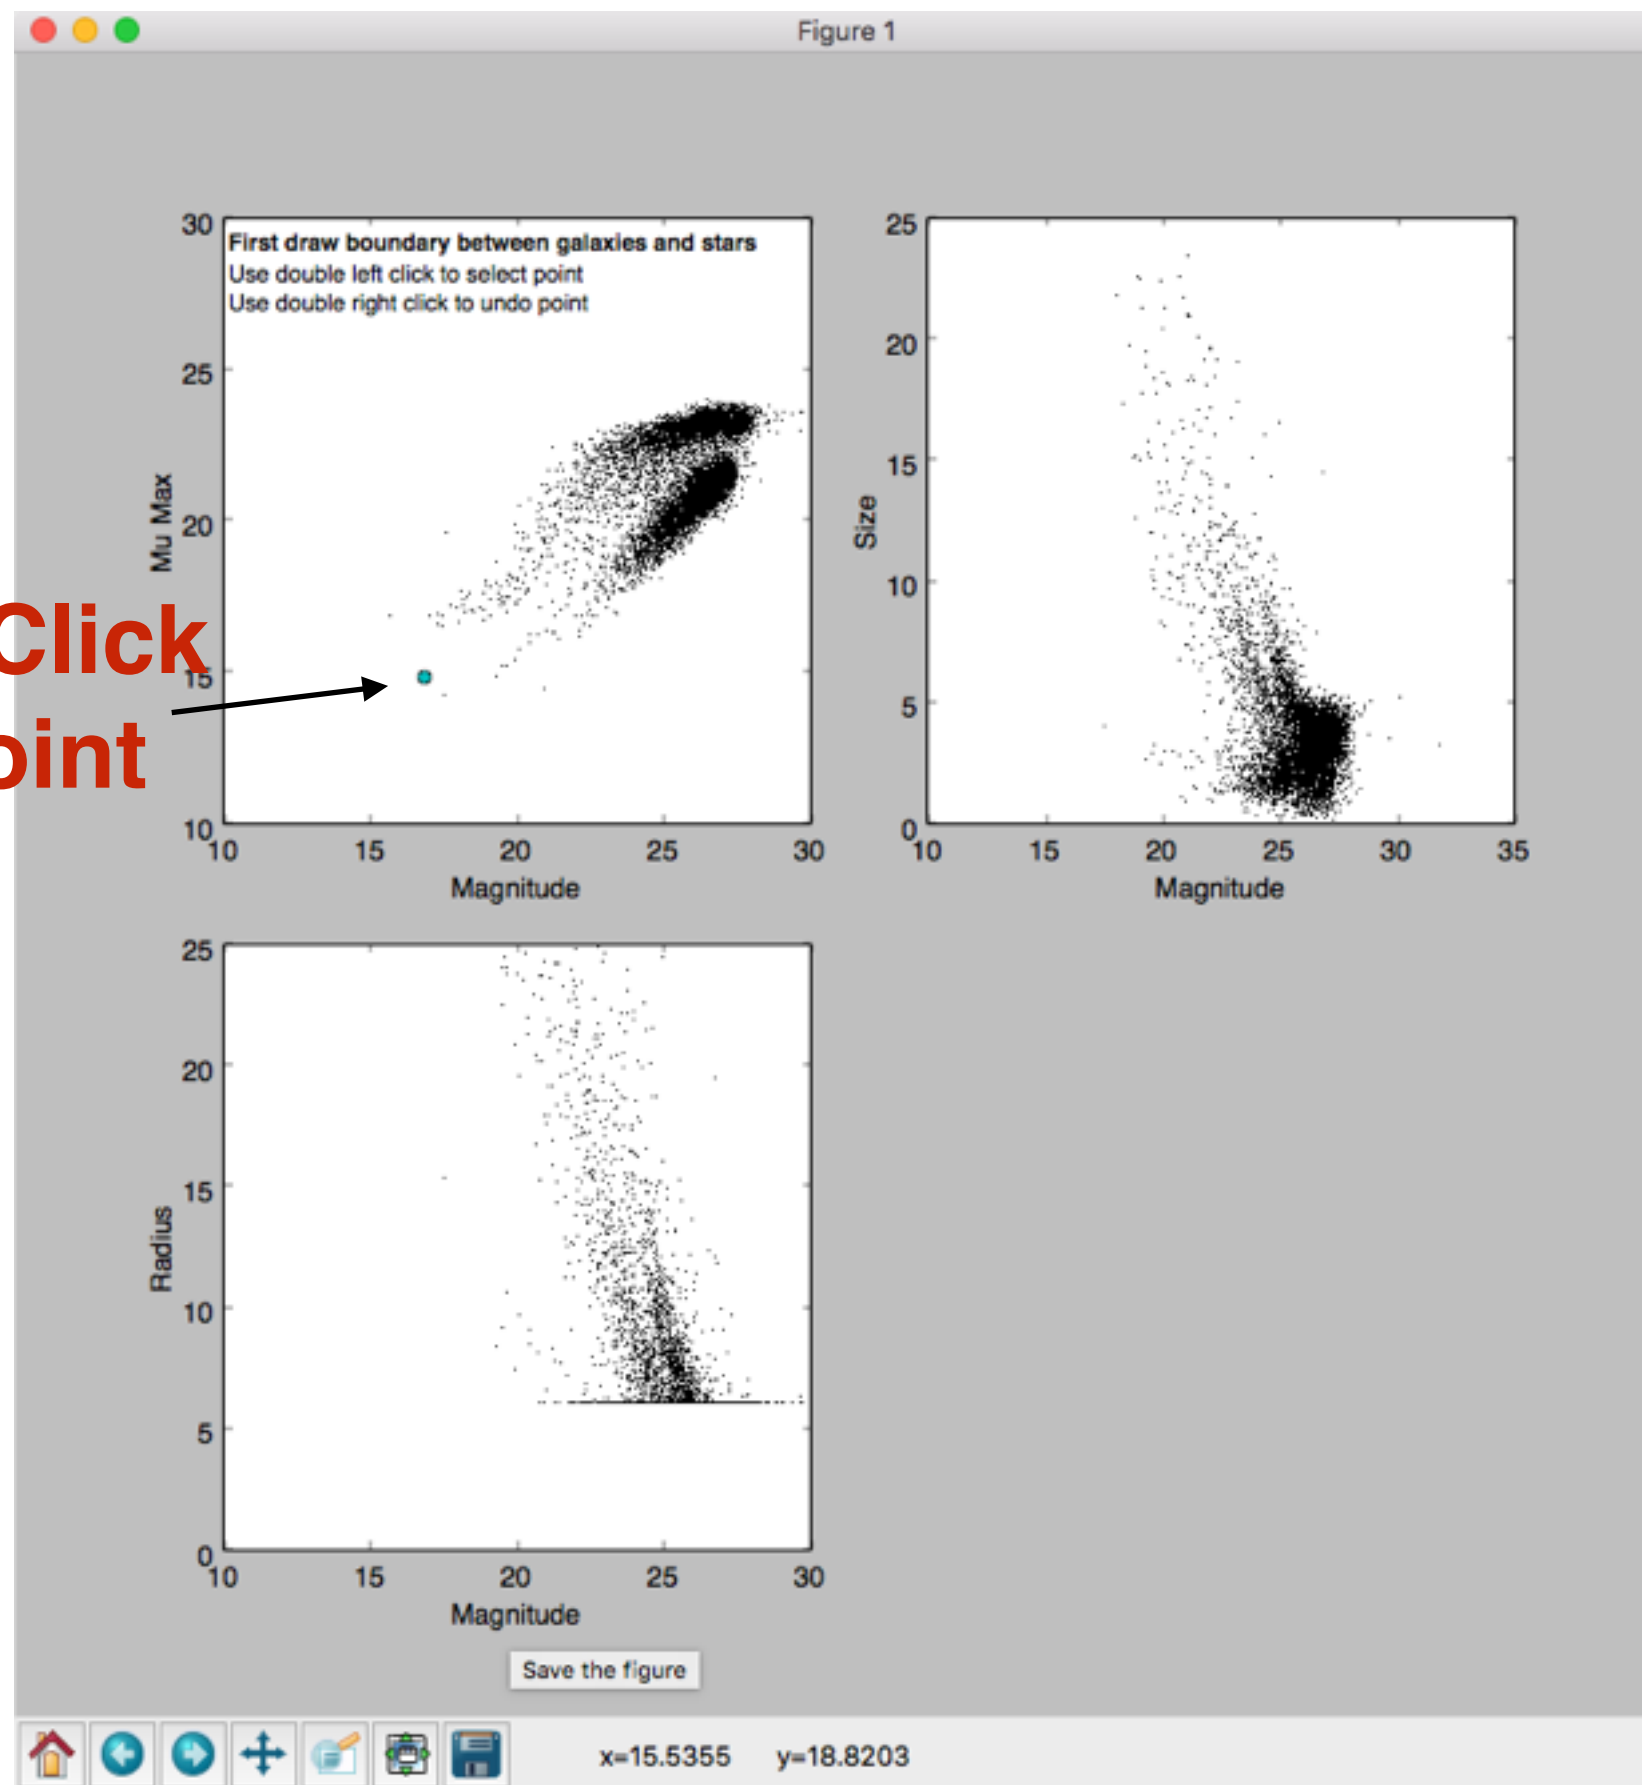 Figure 1
30
First draw boundary between galaxies and stars
Use double left click to select point
Use double right click to undo point
25
Mu Max
20
Click
15
10
10 15 20 25 30
Magnitude
25
20
15
Size
10
5
0
10 15 20 25 30 35
Magnitude
25
20
15
Radius
10
5
0
10 15 20 25 30
Magnitude
Save the figure
x=15.5355 y=18.8203